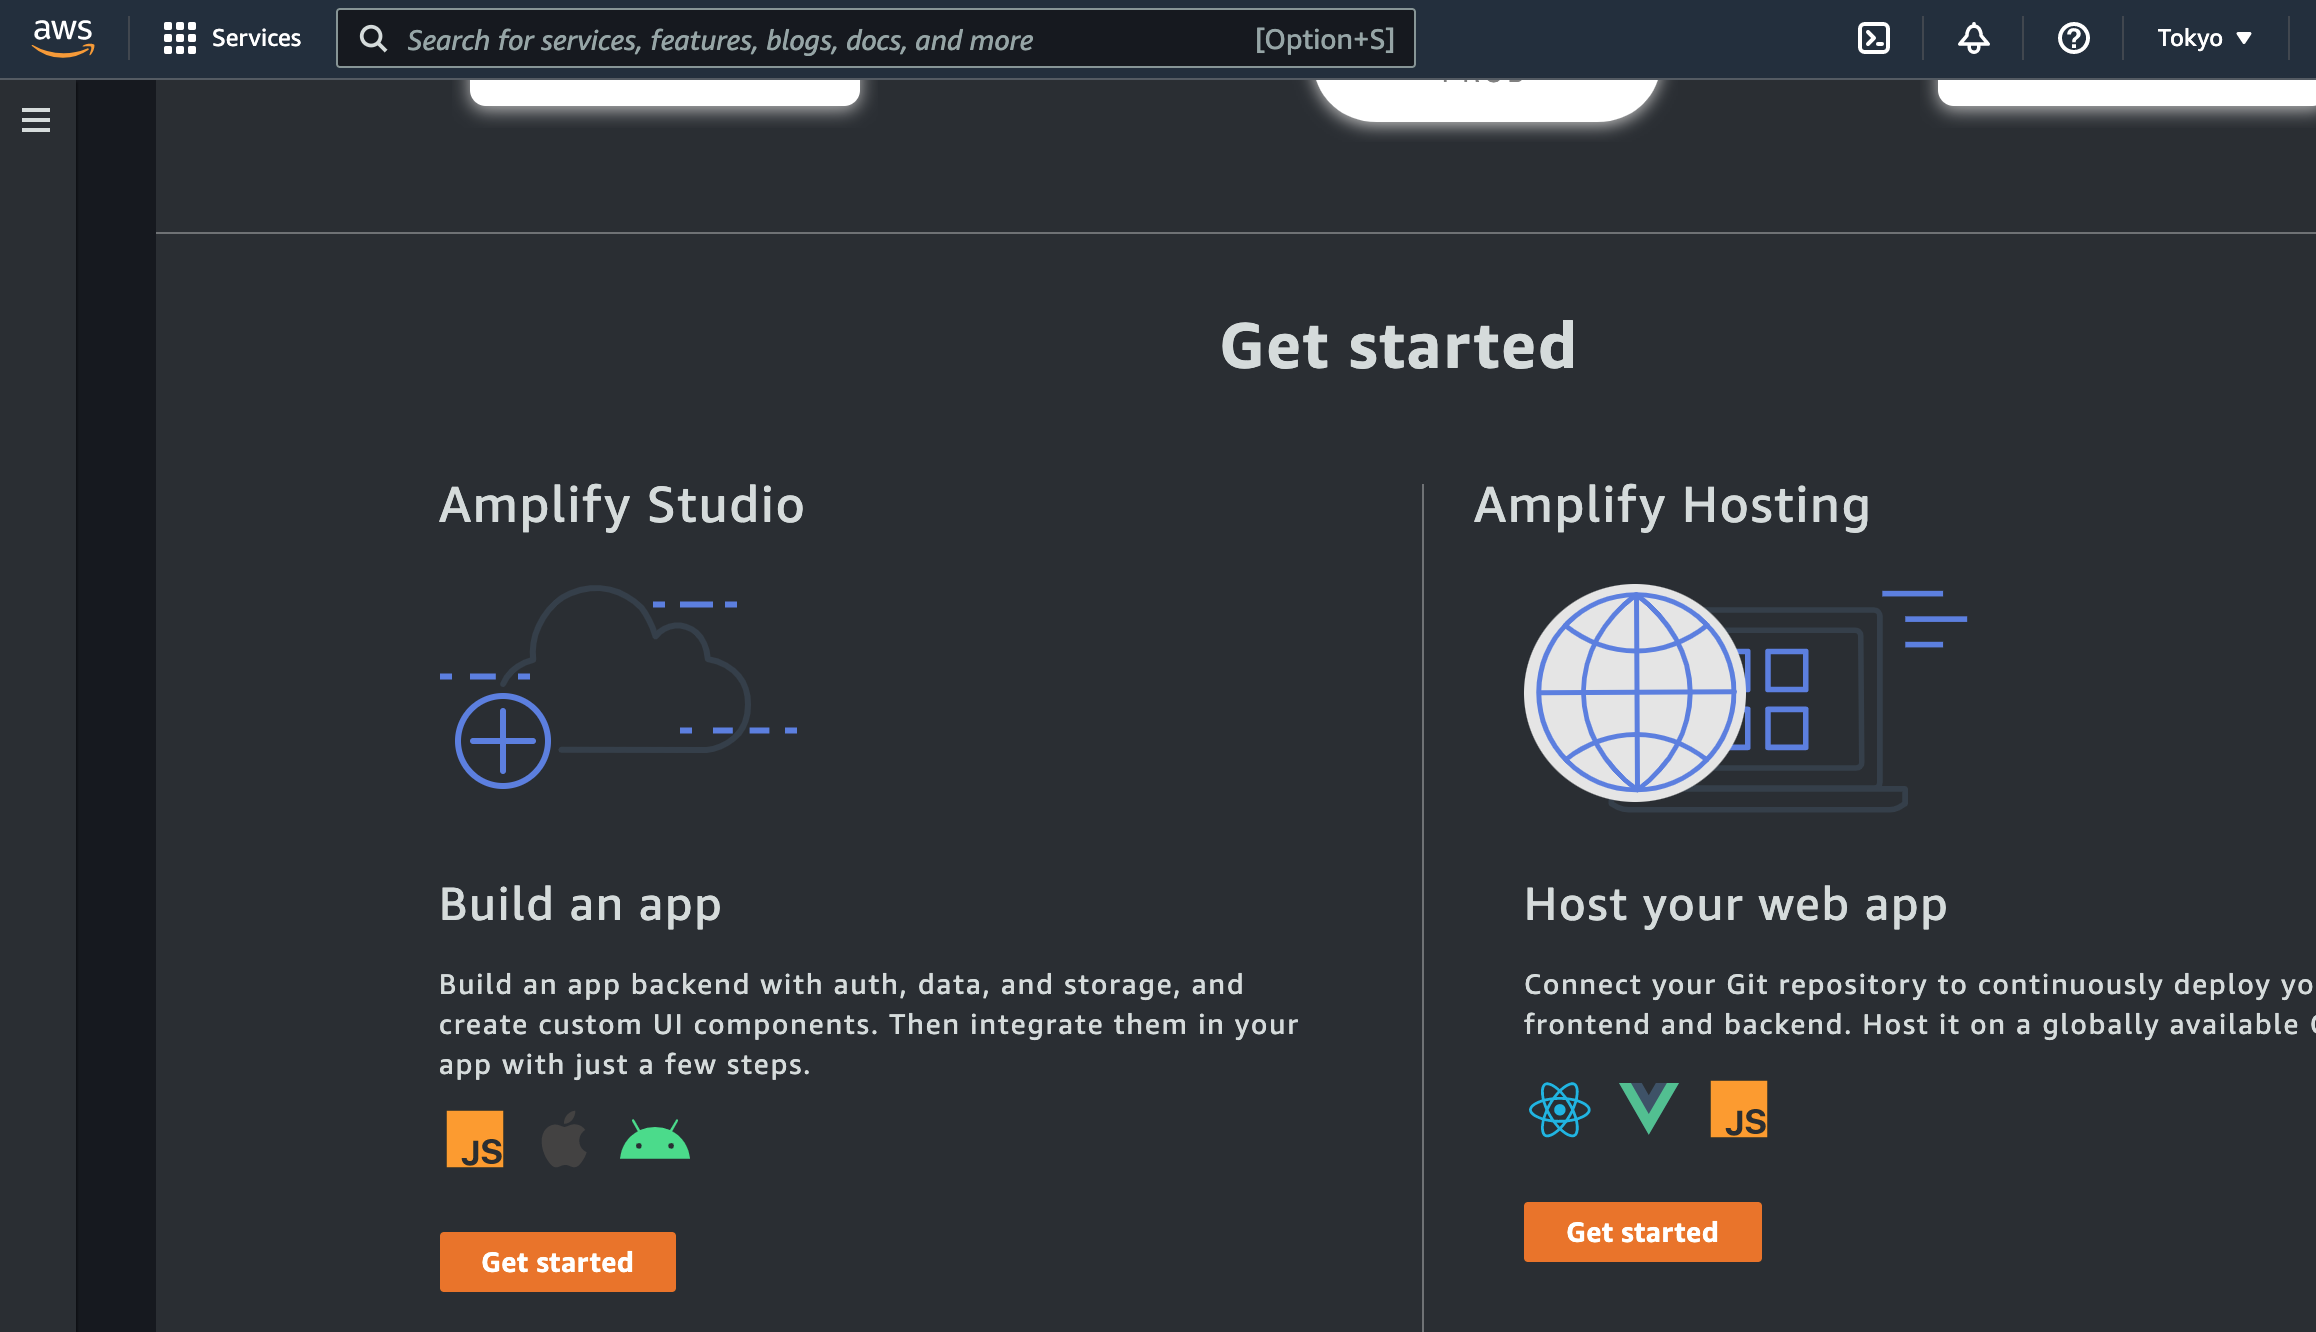 aws
Services
Search for services, features, blogs, docs, and more
[Option+S]
Tokyo
Get started
Amplify Studio
Amplify Hosting
Build an app
Build an app backend with auth, data, and storage, and
create custom UI components. Then integrate them in your
app with just a few steps.
JS
Get started
Host your web app
Connect your Git repository to continuously deploy yo
frontend and backend. Host it on a globally available
JS
Get started